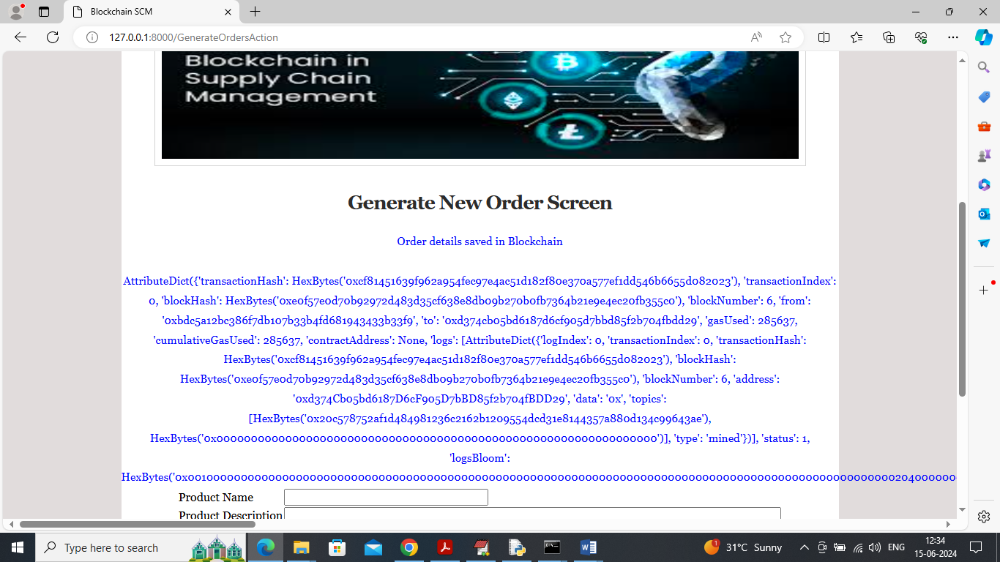 Blockchain SCM
127.0.0.1:8000/GenerateOrdersAction
Blockchain in
Supply Chain
Management
Generate New Order Screen
Order details saved in Blockchain
AttributeDict({'transactionHash': HexBytes('0xcf81451639f962a954fec97e4ac51d182f80e370a577ef1dd546b6655d082023'), 'transactionIndex':
0, 'blockHash': HexBytes('0xe0f57e0d70b92972d483d35cf638e8db09b270b0fb7364b21e9e4ec20fb355c0'), 'blockNumber': 6, 'from':
'0xbdc5a12bc386f7db107b33b4fd681943433b33f9', 'to': '0xd374cb05bd6187d6cf905d7bbd85f2b704fbdd29', 'gasUsed': 285637,
'cumulativeGasUsed': 285637, 'contractAddress': None, 'logs': [AttributeDict({'logIndex': 0, 'transactionIndex': 0, 'transactionHash':
HexBytes('0xcf81451639f962a954fec97e4ac51d182f80e370a577ef1dd546b6655d082023'), 'blockHash':
HexBytes('0xe0f57e0d70b92972d483d35cf638e8db09b270b0fb7364b21e9e4ec20fb355c0'), 'blockNumber': 6, 'address':
'0xd374Cb05bd6187D6cF905D7bBD85f2b704fBDD29', 'data': '0x', 'topics':
[HexBytes('0x20c578752af1d484981236c2162b1209554dcd31e8144357a880d134c99643ae'),
HexBytes('0x0000000000000000000000000000000000000000000000000000000000000000')], 'type': 'mined'})], 'status': 1,
'logsBloom':
Product Name
Product Description
Type here to search
1
31°C Sunny
ENG
12:34
15-06-2024